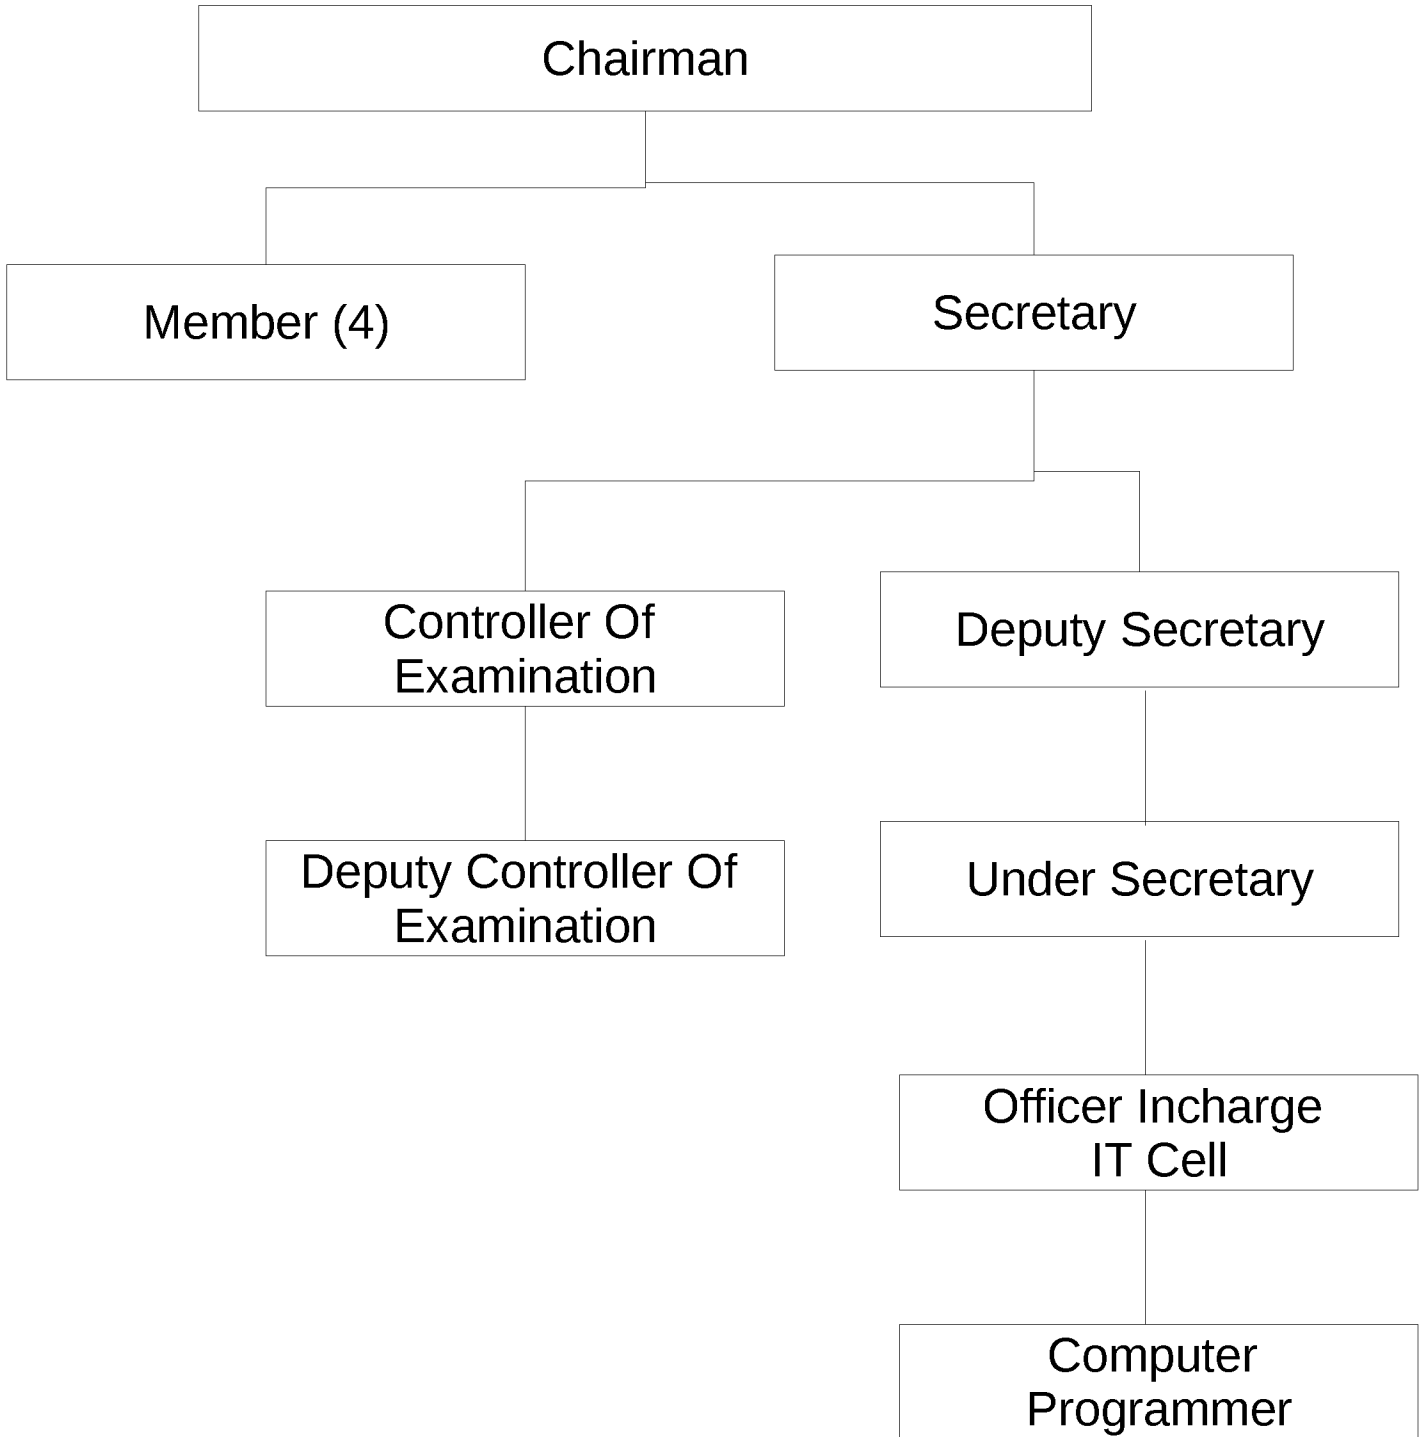 Chairman
Member (4)
Secretary
Controller Of
Examination
Deputy Secretary
Deputy Controller Of
Examination
Under Secretary
Officer Incharge
IT Cell
Computer
Programmer